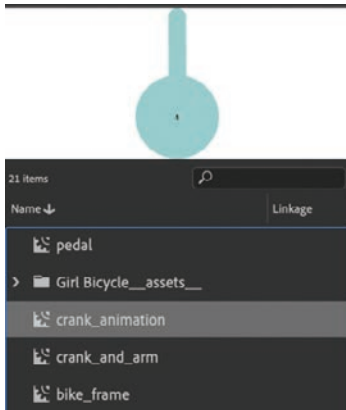 21 items
Name Linkage
pedal
Girl Bicycle__assets__
crank_animation
crank_and_arm
bike_frame